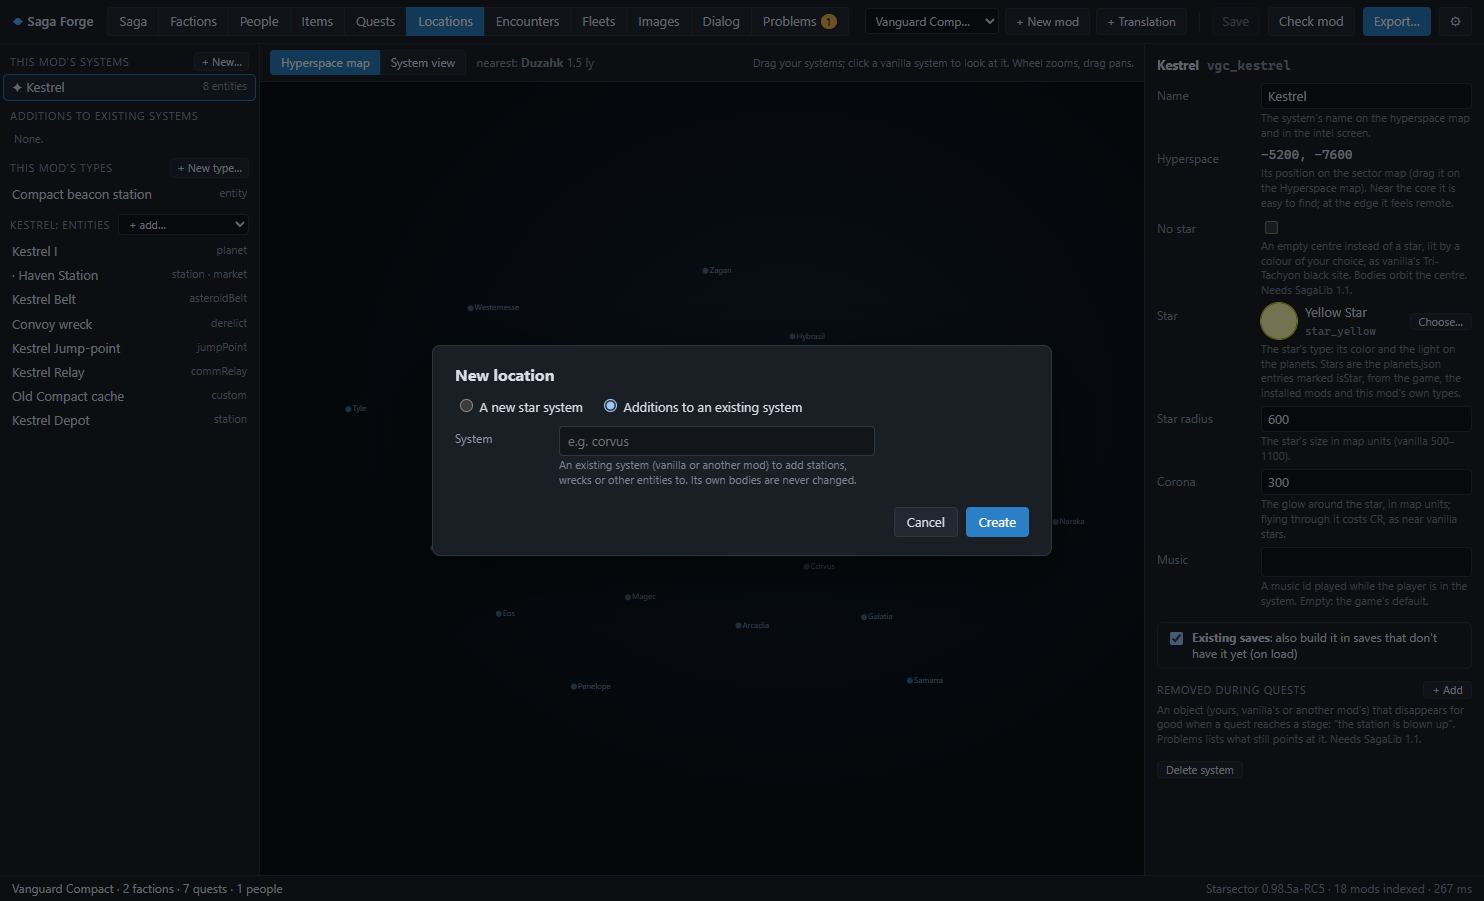 Saga Forge
Saga
Factions
People
Items
Quests
Locations
Encounters
Fleets
Images
Dialog
Problems 1
Vanguard Comp...
+ New mod
+ Translation
Save
Check mod
Export...
THIS MOD'S SYSTEMS
+ New...
Kestrel
8 entities
ADDITIONS TO EXISTING SYSTEMS
None.
THIS MOD'S TYPES
+ New type...
Compact beacon station
entity
KESTREL: ENTITIES
+ add...
Kestrel I
planet
· Haven Station
station · market
Kestrel Belt
asteroidBelt
Convoy wreck
derelict
Kestrel Jump-point
jumpPoint
Kestrel Relay
commRelay
Old Compact cache
custom
Kestrel Depot
station
Hyperspace map
System view
nearest: Duzahk 1.5 ly
Drag your systems; click a vanilla system to look at it. Wheel zooms, drag pans.
Zagan
Westernesse
Hybrasil
Tyle
Naraka
Corvus
Magec
Eos
Galatia
Arcadia
Samarra
Penelope
New location
A new star system
Additions to an existing system
System
e.g. corvus
An existing system (vanilla or another mod) to add stations,
wrecks or other entities to. Its own bodies are never changed.
Cancel
Create
Kestrel vgc_kestrel
Name
Kestrel
The system's name on the hyperspace map
and in the intel screen.
Hyperspace
-5200, -7600
Its position on the sector map (drag it on
the Hyperspace map). Near the core it is
easy to find; at the edge it feels remote.
No star
An empty centre instead of a star, lit by a
colour of your choice, as vanilla's Tri-
Tachyon black site. Bodies orbit the centre.
Needs SagaLib 1.1.
Star
Yellow Star
star_yellow
Choose...
The star's type: its color and the light on
the planets. Stars are the planets.json
entries marked isStar, from the game, the
installed mods and this mod's own types.
Star radius
600
The star's size in map units (vanilla 500–
1100).
Corona
300
The glow around the star, in map units;
flying through it costs CR, as near vanilla
stars.
Music
A music id played while the player is in the
system. Empty: the game's default.
Existing saves: also build it in saves that don't
have it yet (on load)
REMOVED DURING QUESTS
+ Add
An object (yours, vanilla's or another mod's) that disappears for
good when a quest reaches a stage: "the station is blown up".
Problems lists what still points at it. Needs SagaLib 1.1.
Delete system
Vanguard Compact · 2 factions · 7 quests · 1 people
Starsector 0.98.5a-RC5 · 18 mods indexed · 267 ms